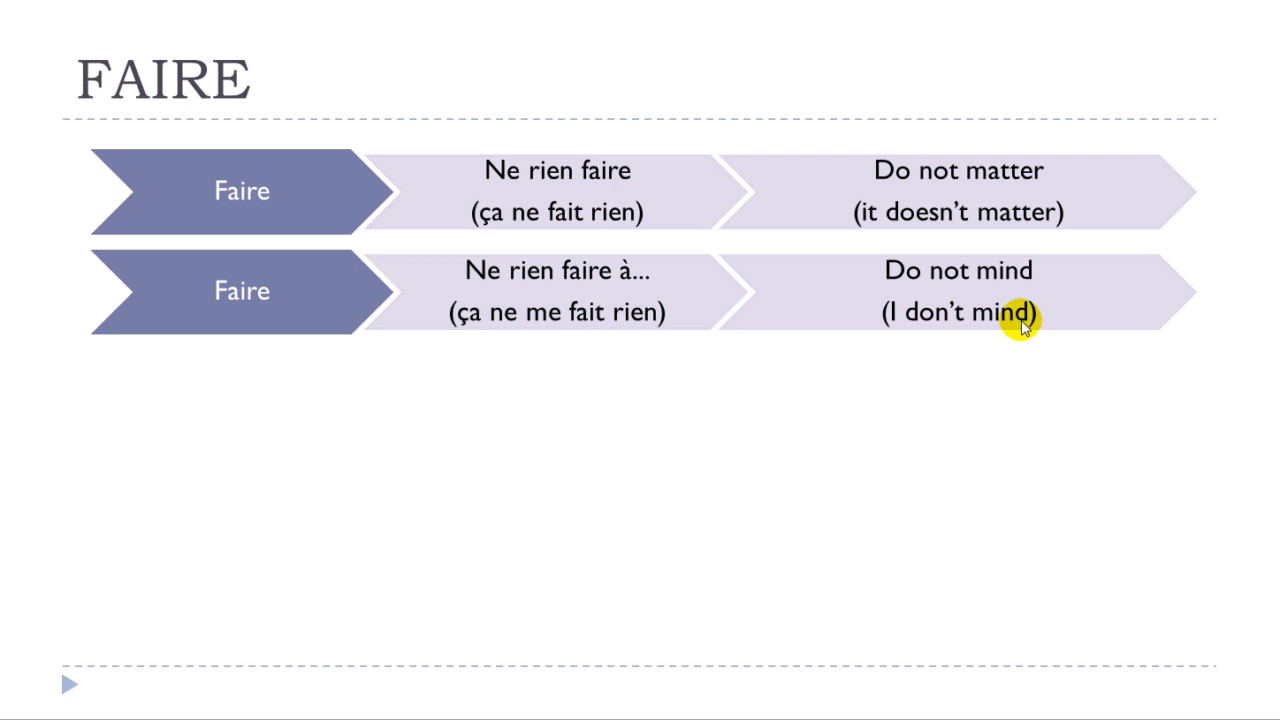 FAIRE
Faire
Ne rien faire
(ça ne fait rien)
Do not matter
(it doesn’t matter)
Faire
Ne rien faire à...
(ça ne me fait rien)
Do not mind
(I don’t mind)